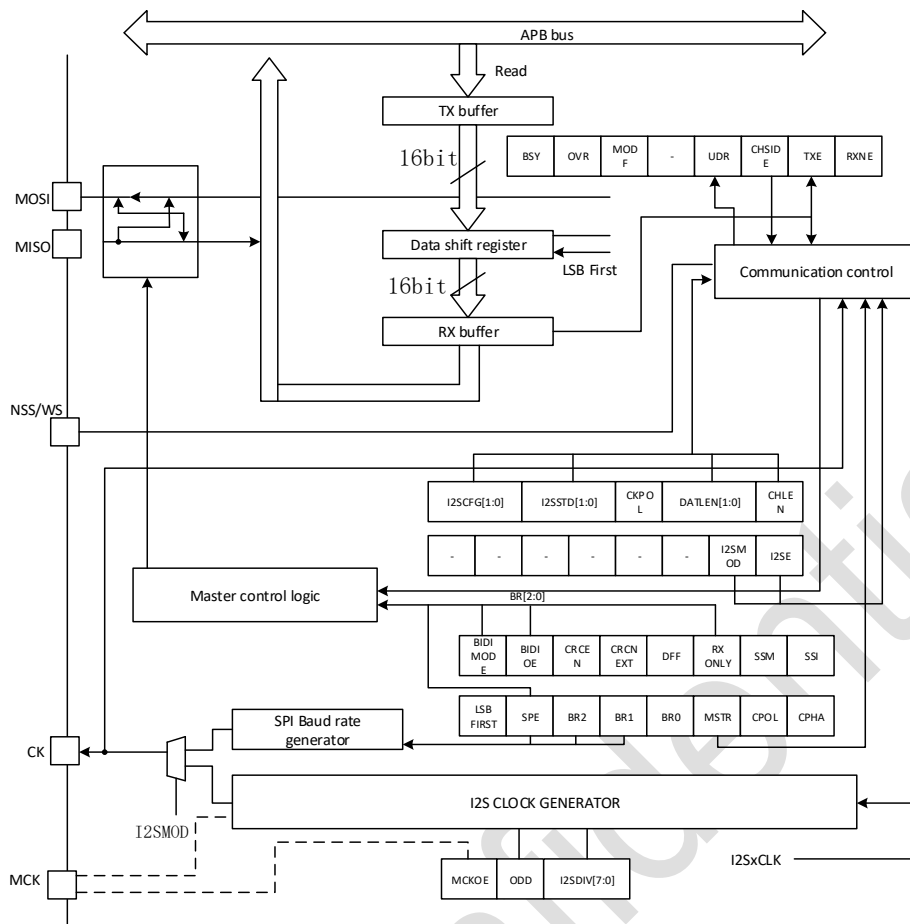 APB bus
Read
TX buffer
16bit
BSY
OVR
MOD
F
-
UDR
CHSID
E
TXE
RXNE
MOSI
MISO
Data shift register
LSB First
Communication control
16bit
RX buffer
NSS/WS
I2SCFG[1:0]
I2SSTD[1:0]
CKPO
L
DATLEN[1:0]
CHLE
N
-
-
-
-
-
-
I2SM
OD
I2SE
Master control logic
BR[2:0]
BIDI
MOD
E
BIDI
OE
CRCE
N
CRCN
EXT
DFF
RX
ONLY
SSM
SSI
LSB
FIRST
SPE
BR2
BR1
BR0
MSTR
CPOL
CPHA
SPI Baud rate
generator
CK
I2S CLOCK GENERATOR
I2SMOD
I2SxCLK
MCK
MCKOE
ODD
I2SDIV[7:0]